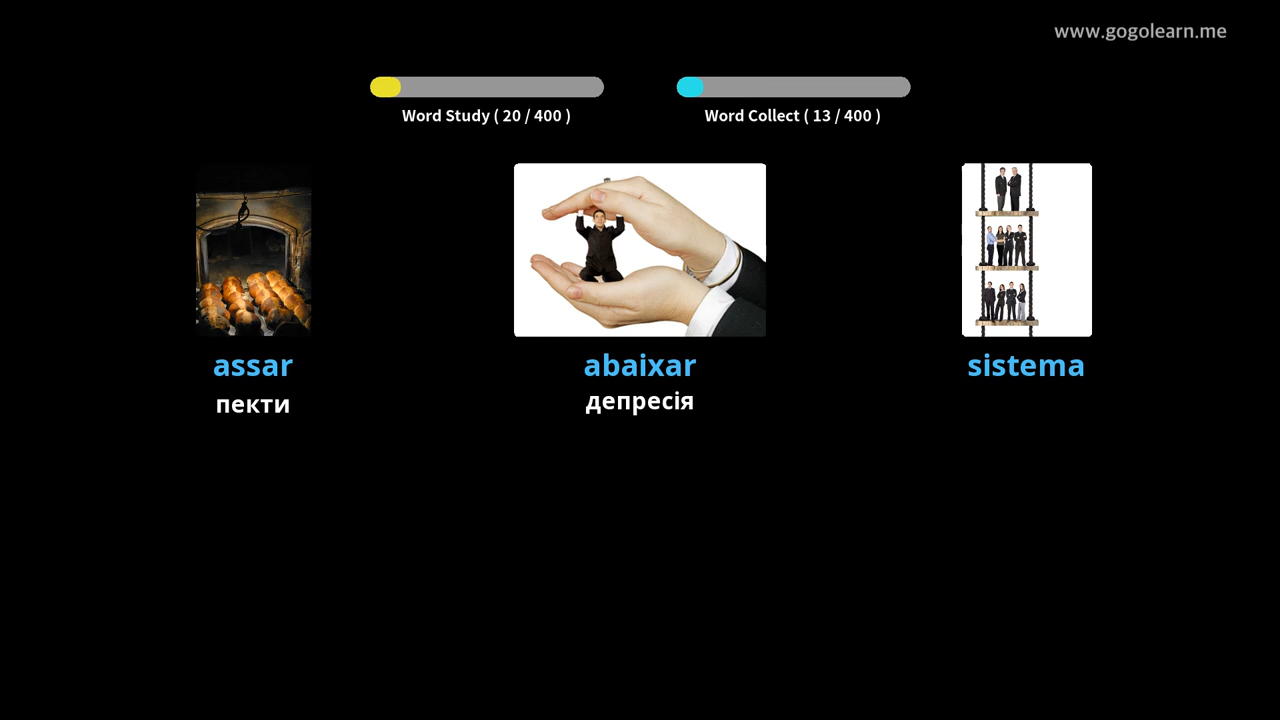 www.gogolearn.me
Word Study ( 20 / 400 )
Word Collect ( 13 / 400 )
assar
abaixar
sistema
пекти
депресія